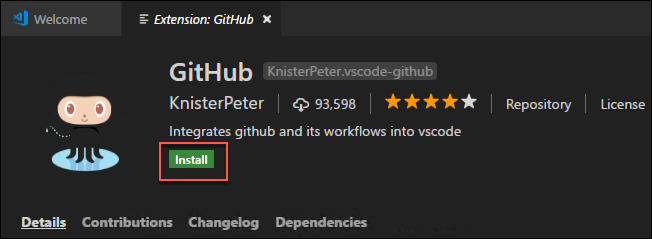 Welcome Extension: GitHub
GitHub KnisterPeter.vscode-github
KnisterPeter 93,598 Repository License
Integrates github and its workflows into vscode
Install
Details Contributions Changelog Dependencies